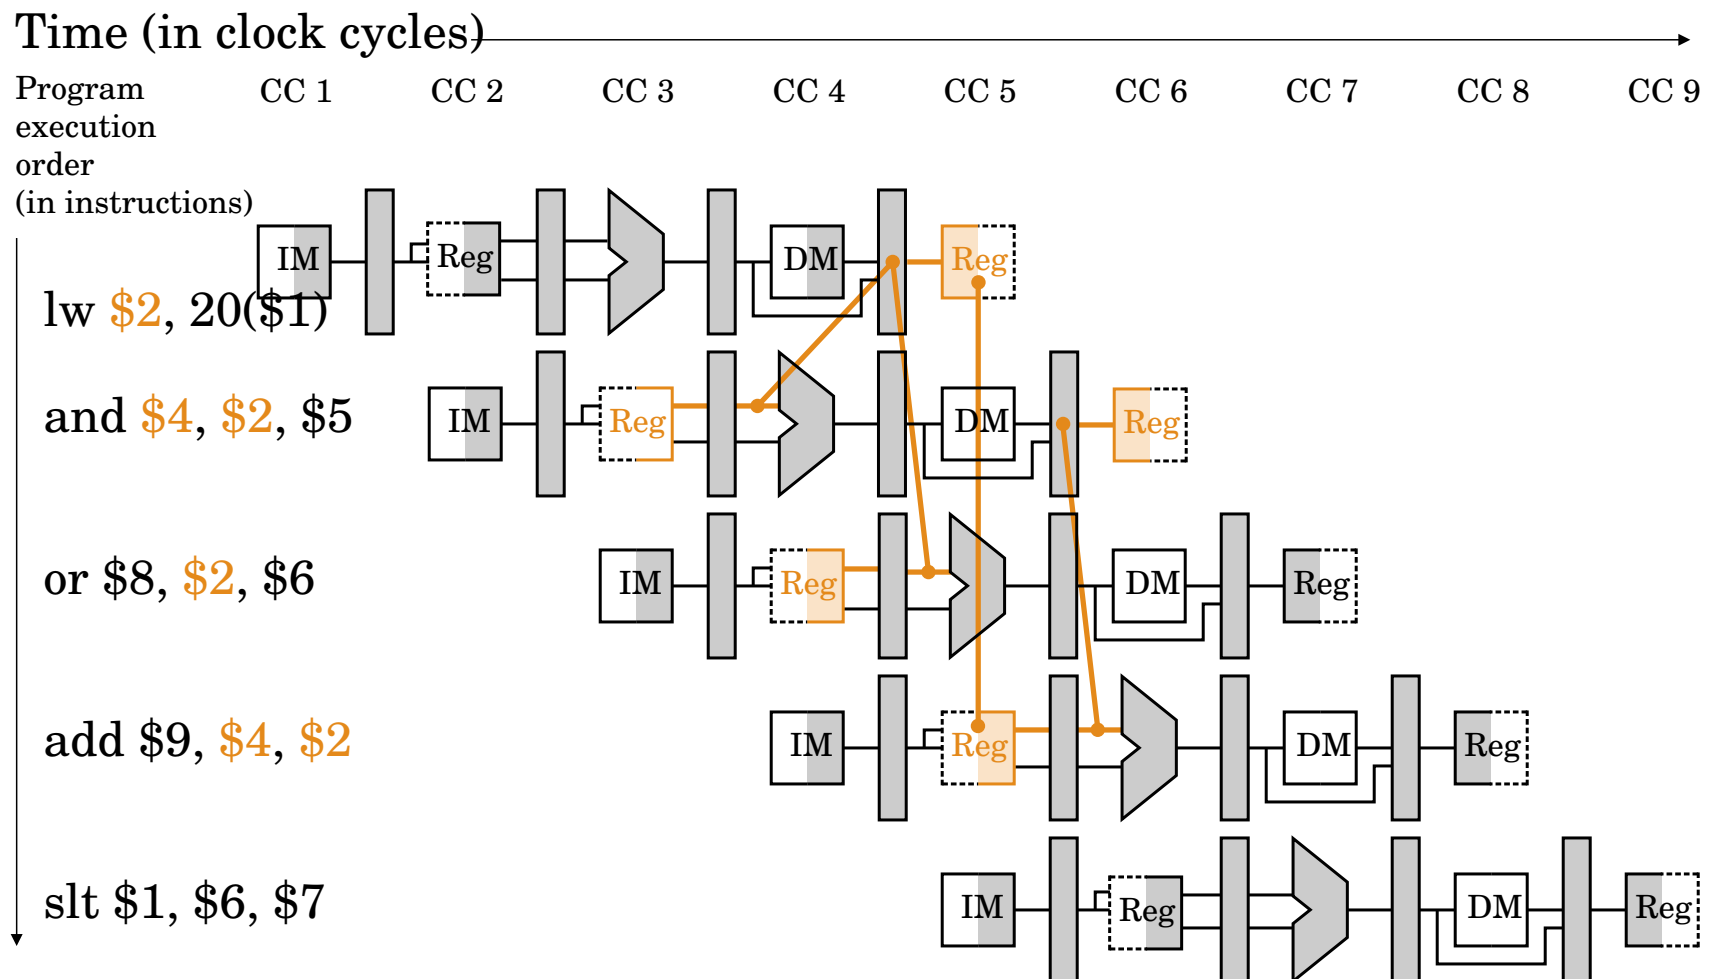 Time (in clock cycles)
Program
execution
order
(in instructions)
CC 1 CC 2 CC 3 CC 4 CC 5 CC 6 CC 7 CC 8 CC 9
IM Reg DM Reg
lw $2, 20($1)
IM Reg DM Reg
and $4, $2, $5
IM Reg DM Reg
or $8, $2, $6
IM Reg DM Reg
add $9, $4, $2
IM Reg DM Reg
slt $1, $6, $7